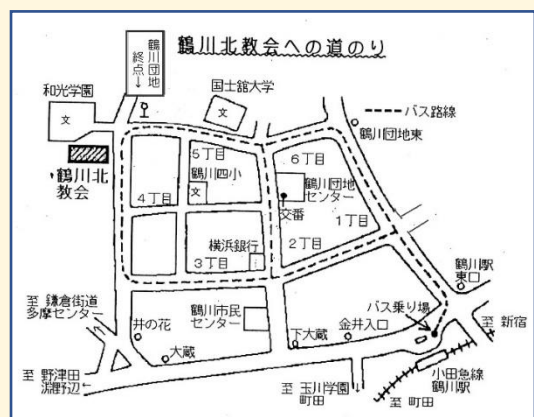 鶴川北教会への道のり
鶴川団地
終点↓
国士舘大学
和光学園
文
文
バス路線
鶴川団地東
鶴川北
教会
5丁目
鶴川四小
文
6丁目
鶴川団地
センター
交番
4丁目
1丁目
2丁目
横浜銀行
3丁目
鶴川駅
東口
バス乗り場
至 鎌倉街道
多摩センター
井の花
鶴川市民
センター
大蔵
下大蔵
金井入口
至 新宿
至 野津田
淵野辺
至 玉川学園
町田
小田急線
鶴川駅
至 町田